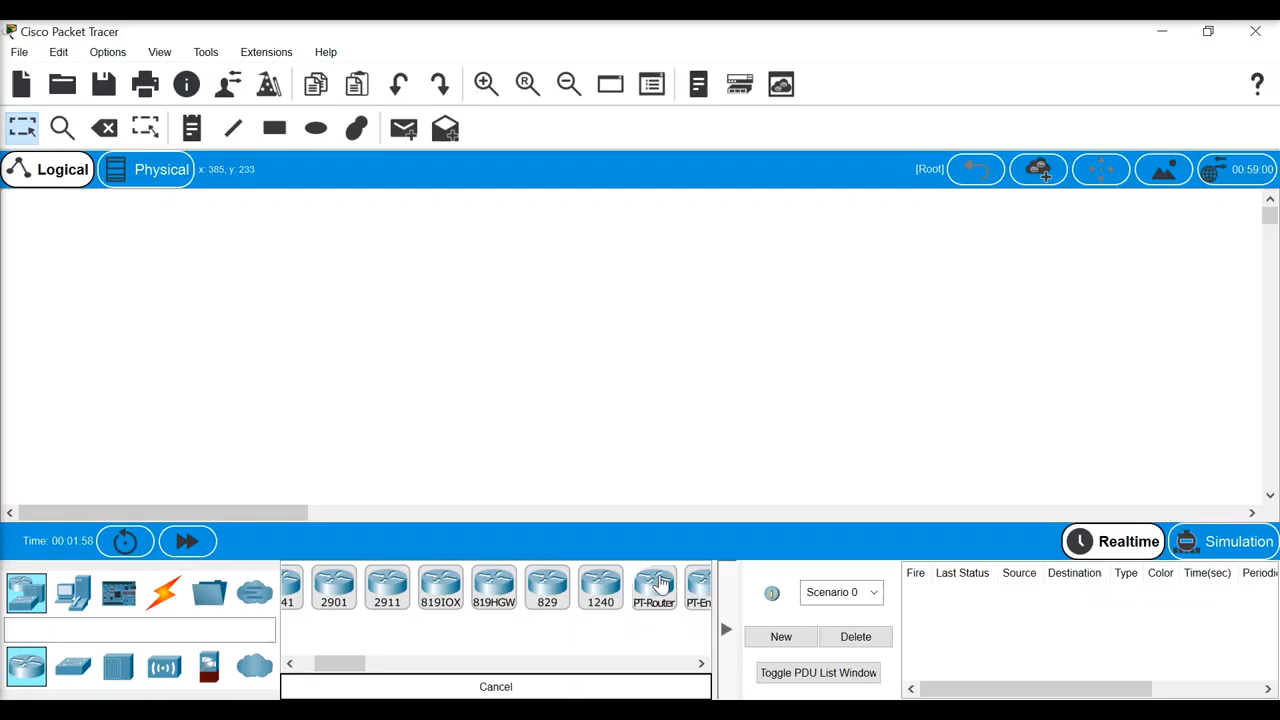 Cisco Packet Tracer
File Edit Options View Tools Extensions Help
R
?
Logical Physical x: 385, y: 233 [Root] 00:59:00
Time: 00:01:58 Realtime Simulation
41 2901 2911 819IOX 819HGW 829 1240 PT-Router PT-En
Scenario 0
New Delete
Toggle PDU List Window
Cancel
Fire Last Status Source Destination Type Color Time(sec) Periodi